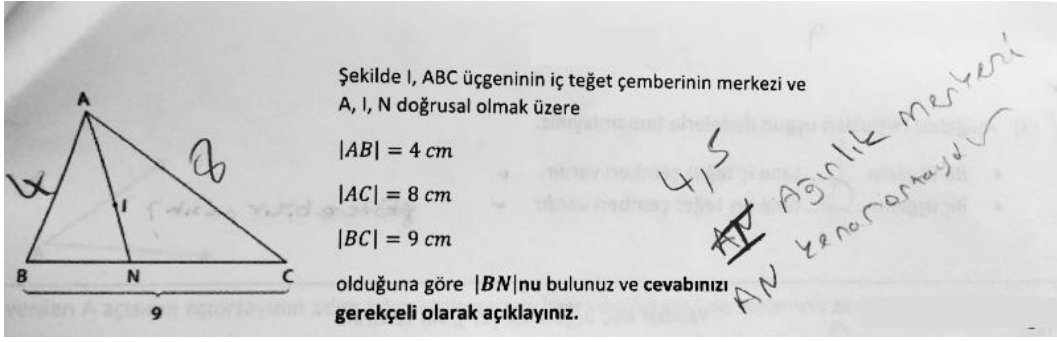 Şekilde I, ABC üçgeninin iç teğet çemberinin merkezi ve
A, I, N doğrusal olmak üzere
|AB| = 4 cm
|AC| = 8 cm
|BC| = 9 cm
olduğuna göre |BN|nu bulunuz ve cevabınızı
gerekçeli olarak açıklayınız.
A
4
8
I
B
N
C
9
4,5
I Ağırlık merkezi
AN kenarortaydır